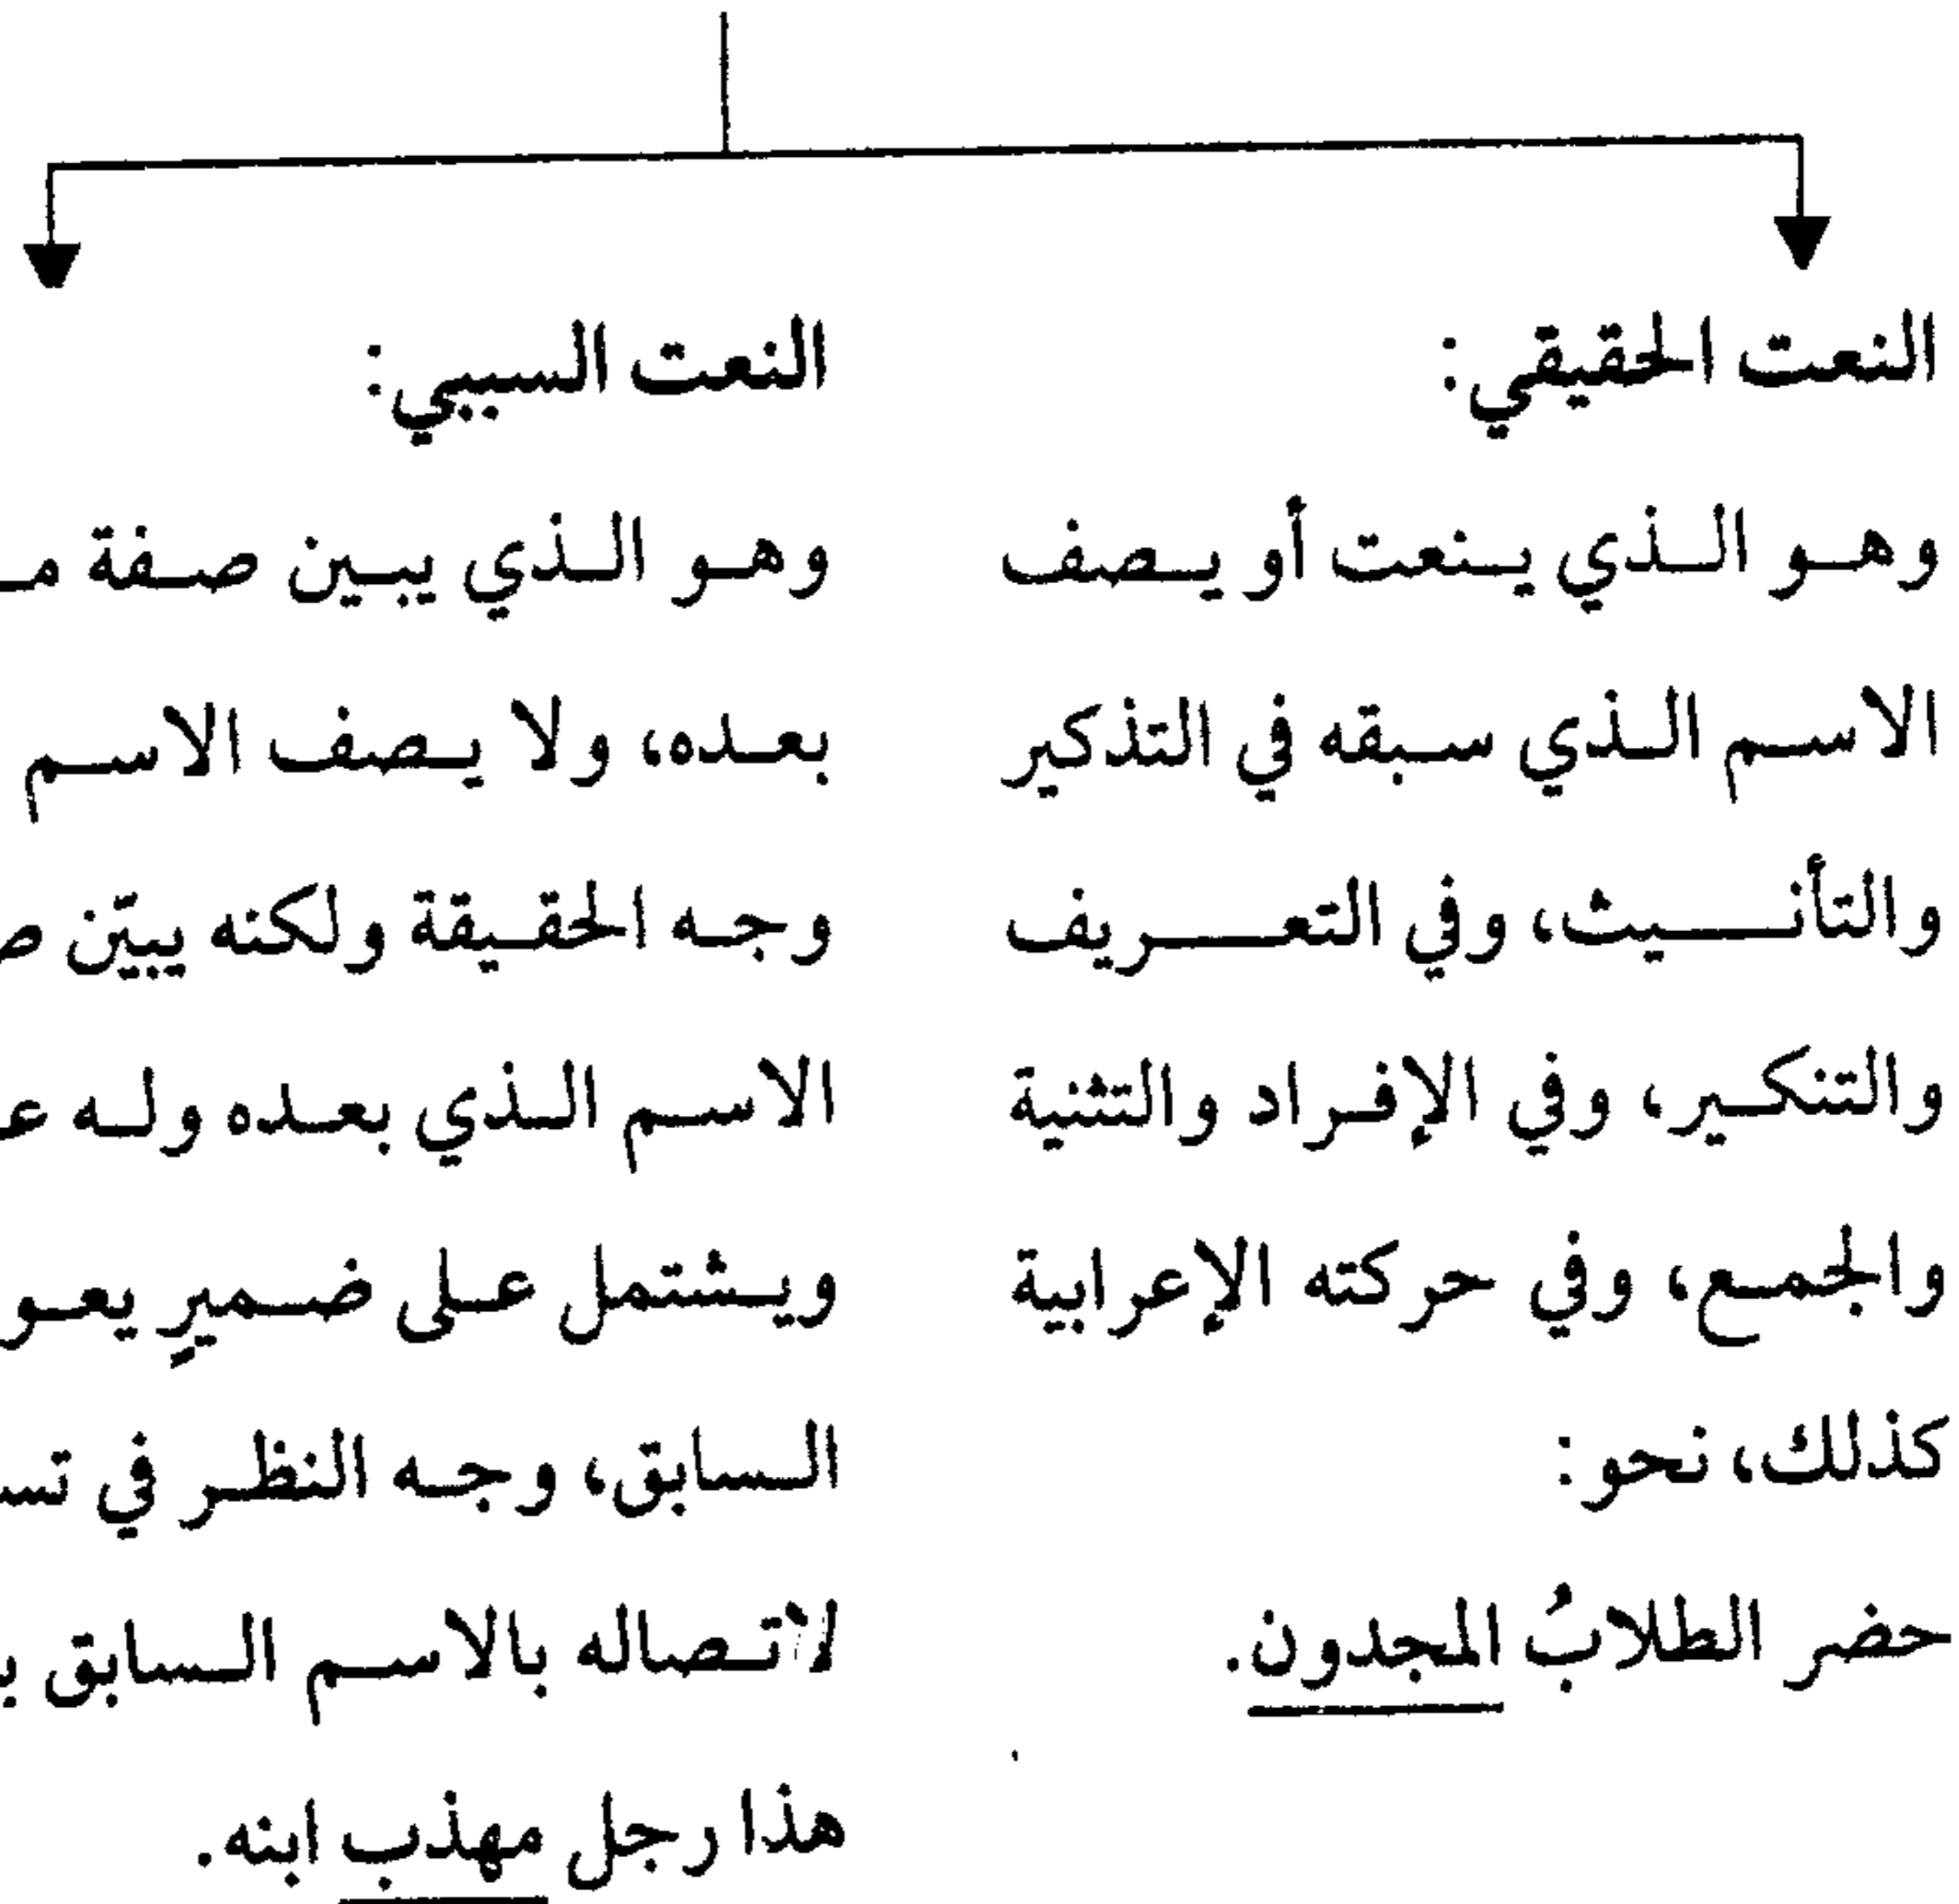 النعت الحقيقي:
وهو الذي ينعت أو يصف
الاسم الذي سبقه في التذكير
والتأنيث، وفي التعريف
والتنكير، وفي الإفراد والتثنية
والجمع، وفي حركته الإعرابية
كذلك، نحو:
حضر الطلابُ المجدون.
النعت السببي:
وهو الذي يبين صفة
بعده، ولا يصف الاسم
وجه الحقيقة ولكنه يبيّن
الاسم الذي بعده وله
ويشتمل على ضميرٍ
السابق، وجه النظر في
لاتصاله بالاسم السابق
هذا رجل مهذب ابنه.